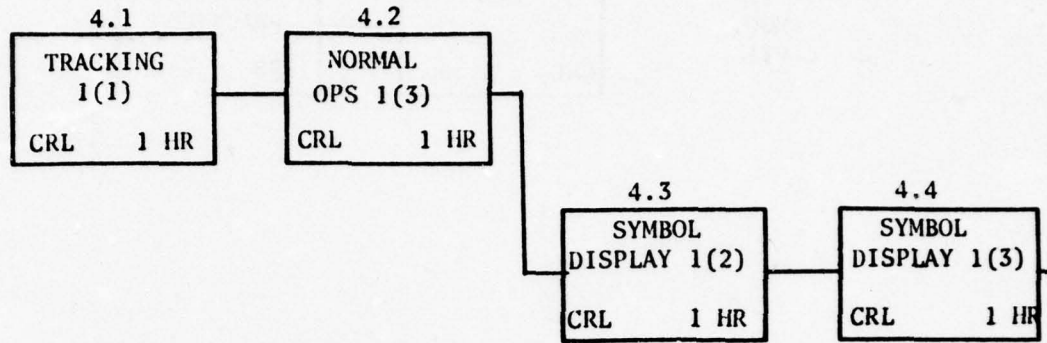 4.1
TRACKING
1(1)
CRL 1 HR
4.2
NORMAL
OPS 1(3)
CRL 1 HR
4.3
SYMBOL
DISPLAY 1(2)
CRL 1 HR
4.4
SYMBOL
DISPLAY 1(3)
CRL 1 HR